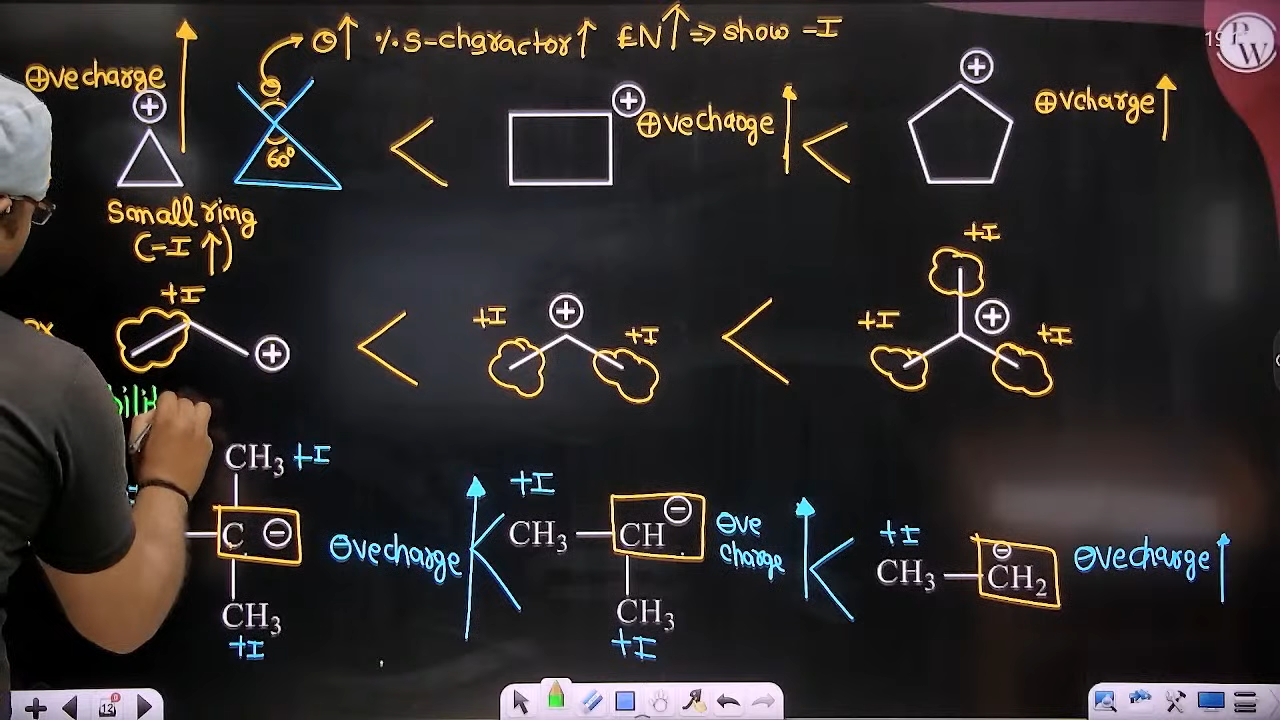 θ↑ %S-charactor↑ EN↑ ⇒ show -I
⊕ve charge
⊕
60°
<
⊕
⊕ve charge
<
⊕
⊕v charge
Small ring
(-I↑)
+I
⊕
<
+I
⊕
+I
<
+I
+I
⊕
+I
CH3 +I
C ⊖
CH3
+I
⊖ve charge
<
+I
CH3 — CH ⊖
CH3
+I
⊖ve
charge
<
+I
CH3 — CH2 ⊖
⊖ve charge
PW
12